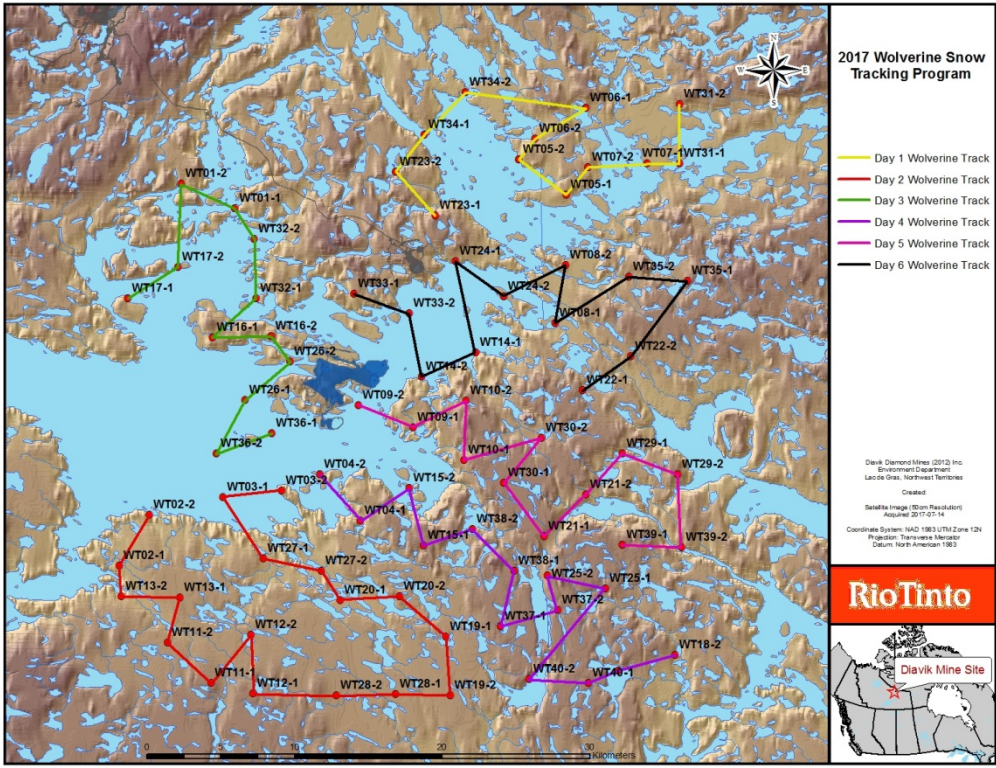 2017 Wolverine Snow
Tracking Program
N
W
E
S
Day 1 Wolverine Track
Day 2 Wolverine Track
Day 3 Wolverine Track
Day 4 Wolverine Track
Day 5 Wolverine Track
Day 6 Wolverine Track
Diavik Diamond Mines (2012) Inc.
Environment Department
Lac de Gras, Northwest Territories
Created:
Satellite Image (50cm Resolution)
Acquired 2017-07-14
Coordinate System: NAD 1983 UTM Zone 12N
Projection: Transverse Mercator
Datum: North American 1983
RioTinto
Diavik Mine Site
WT34-2
WT06-1
WT31-2
WT34-1
WT06-2
WT23-2
WT05-2
WT07-2
WT07-1
WT31-1
WT05-1
WT23-1
WT01-2
WT01-1
WT32-2
WT17-2
WT17-1
WT32-1
WT16-1
WT16-2
WT26-2
WT26-1
WT36-1
WT36-2
WT24-1
WT08-2
WT35-2
WT35-1
WT24-2
WT33-1
WT33-2
WT08-1
WT14-1
WT14-2
WT22-2
WT22-1
WT09-2
WT10-2
WT09-1
WT30-2
WT10-1
WT29-1
WT30-1
WT29-2
WT21-2
WT21-1
WT39-1
WT39-2
WT04-2
WT03-2
WT03-1
WT15-2
WT04-1
WT02-2
WT15-1
WT38-2
WT02-1
WT27-1
WT27-2
WT38-1
WT25-2
WT25-1
WT13-2
WT13-1
WT20-1
WT20-2
WT37-2
WT37-1
WT11-2
WT12-2
WT19-1
WT18-2
WT11-1
WT12-1
WT28-2
WT28-1
WT19-2
WT40-2
WT40-1
0
10
20
30
Kilometers